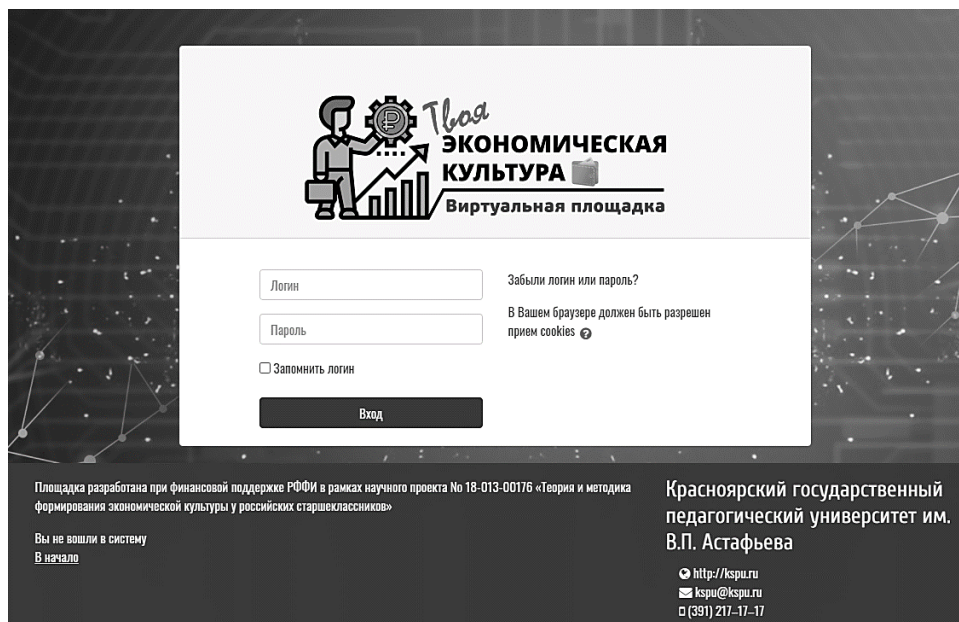 Твоя
ЭКОНОМИЧЕСКАЯ
КУЛЬТУРА
Виртуальная площадка
Логин
Пароль
Запомнить логин
Вход
Забыли логин или пароль?
В Вашем браузере должен быть разрешен
прием cookies
Площадка разработана при финансовой поддержке РФФИ в рамках научного проекта No 18-013-00176 «Теория и методика
формирования экономической культуры у российских старшеклассников»
Вы не вошли в систему
В начало
Красноярский государственный
педагогический университет им.
В.П. Астафьева
http://kspu.ru
kspu@kspu.ru
(391) 217–17–17